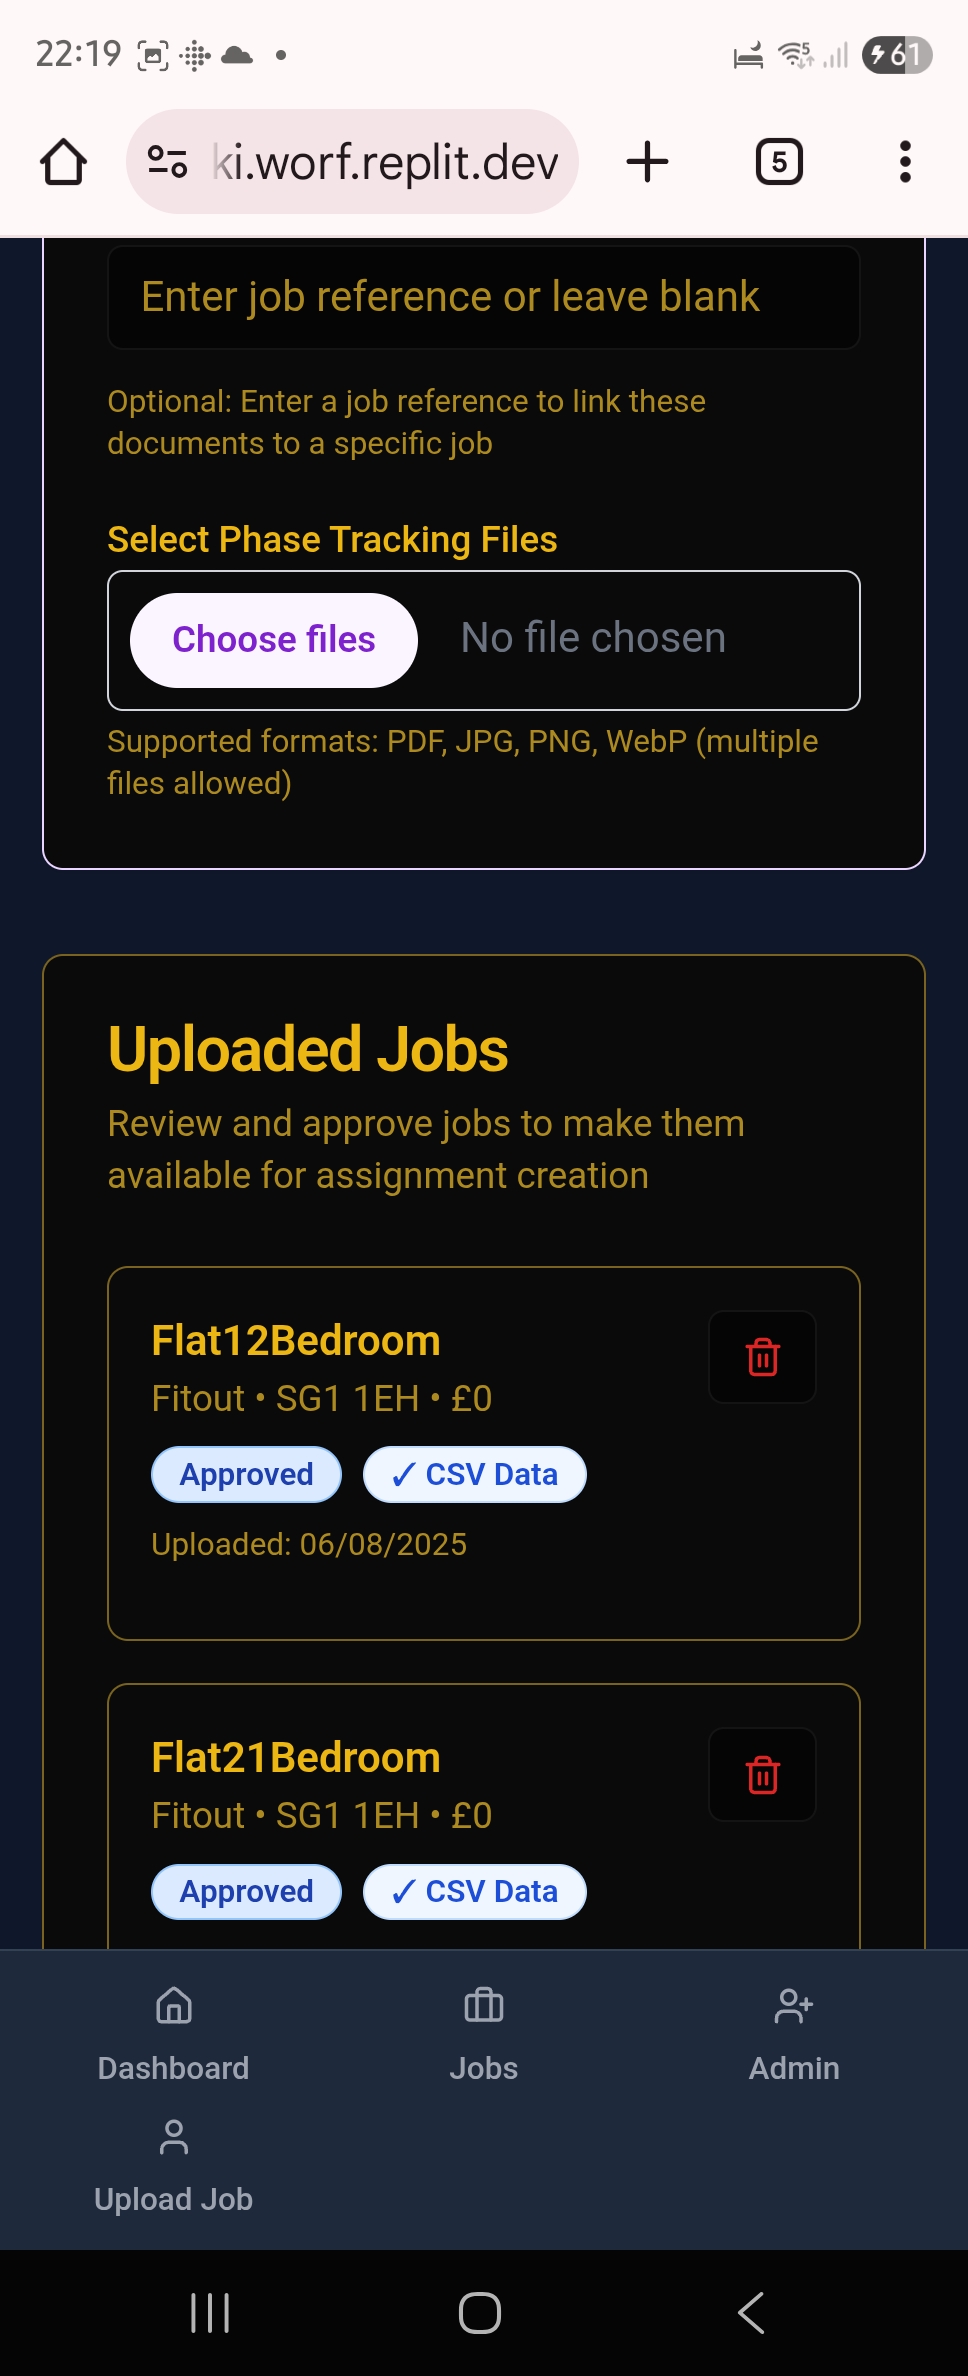 22:19
5
61
ki.worf.replit.dev
5
Enter job reference or leave blank
Optional: Enter a job reference to link these
documents to a specific job
Select Phase Tracking Files
Choose files No file chosen
Supported formats: PDF, JPG, PNG, WebP (multiple
files allowed)
Uploaded Jobs
Review and approve jobs to make them
available for assignment creation
Flat12Bedroom
Fitout • SG1 1EH • £0
Approved ✓ CSV Data
Uploaded: 06/08/2025
Flat21Bedroom
Fitout • SG1 1EH • £0
Approved ✓ CSV Data
Dashboard Jobs Admin
Upload Job